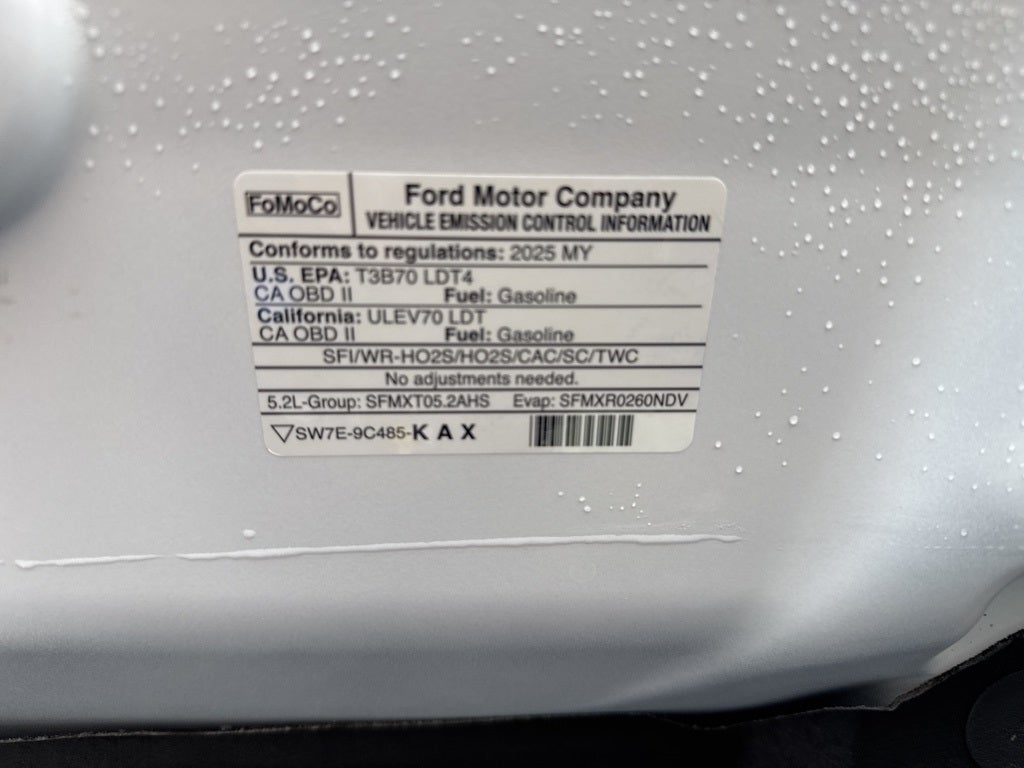 FoMoCo
Ford Motor Company
VEHICLE EMISSION CONTROL INFORMATION
Conforms to regulations: 2025 MY
U.S. EPA: T3B70 LDT4
CA OBD II Fuel: Gasoline
California: ULEV70 LDT
CA OBD II Fuel: Gasoline
SFI/WR-HO2S/HO2S/CAC/SC/TWC
No adjustments needed.
5.2L-Group: SFMXT05.2AHS Evap: SFMXR0260NDV
SW7E-9C485-K A X